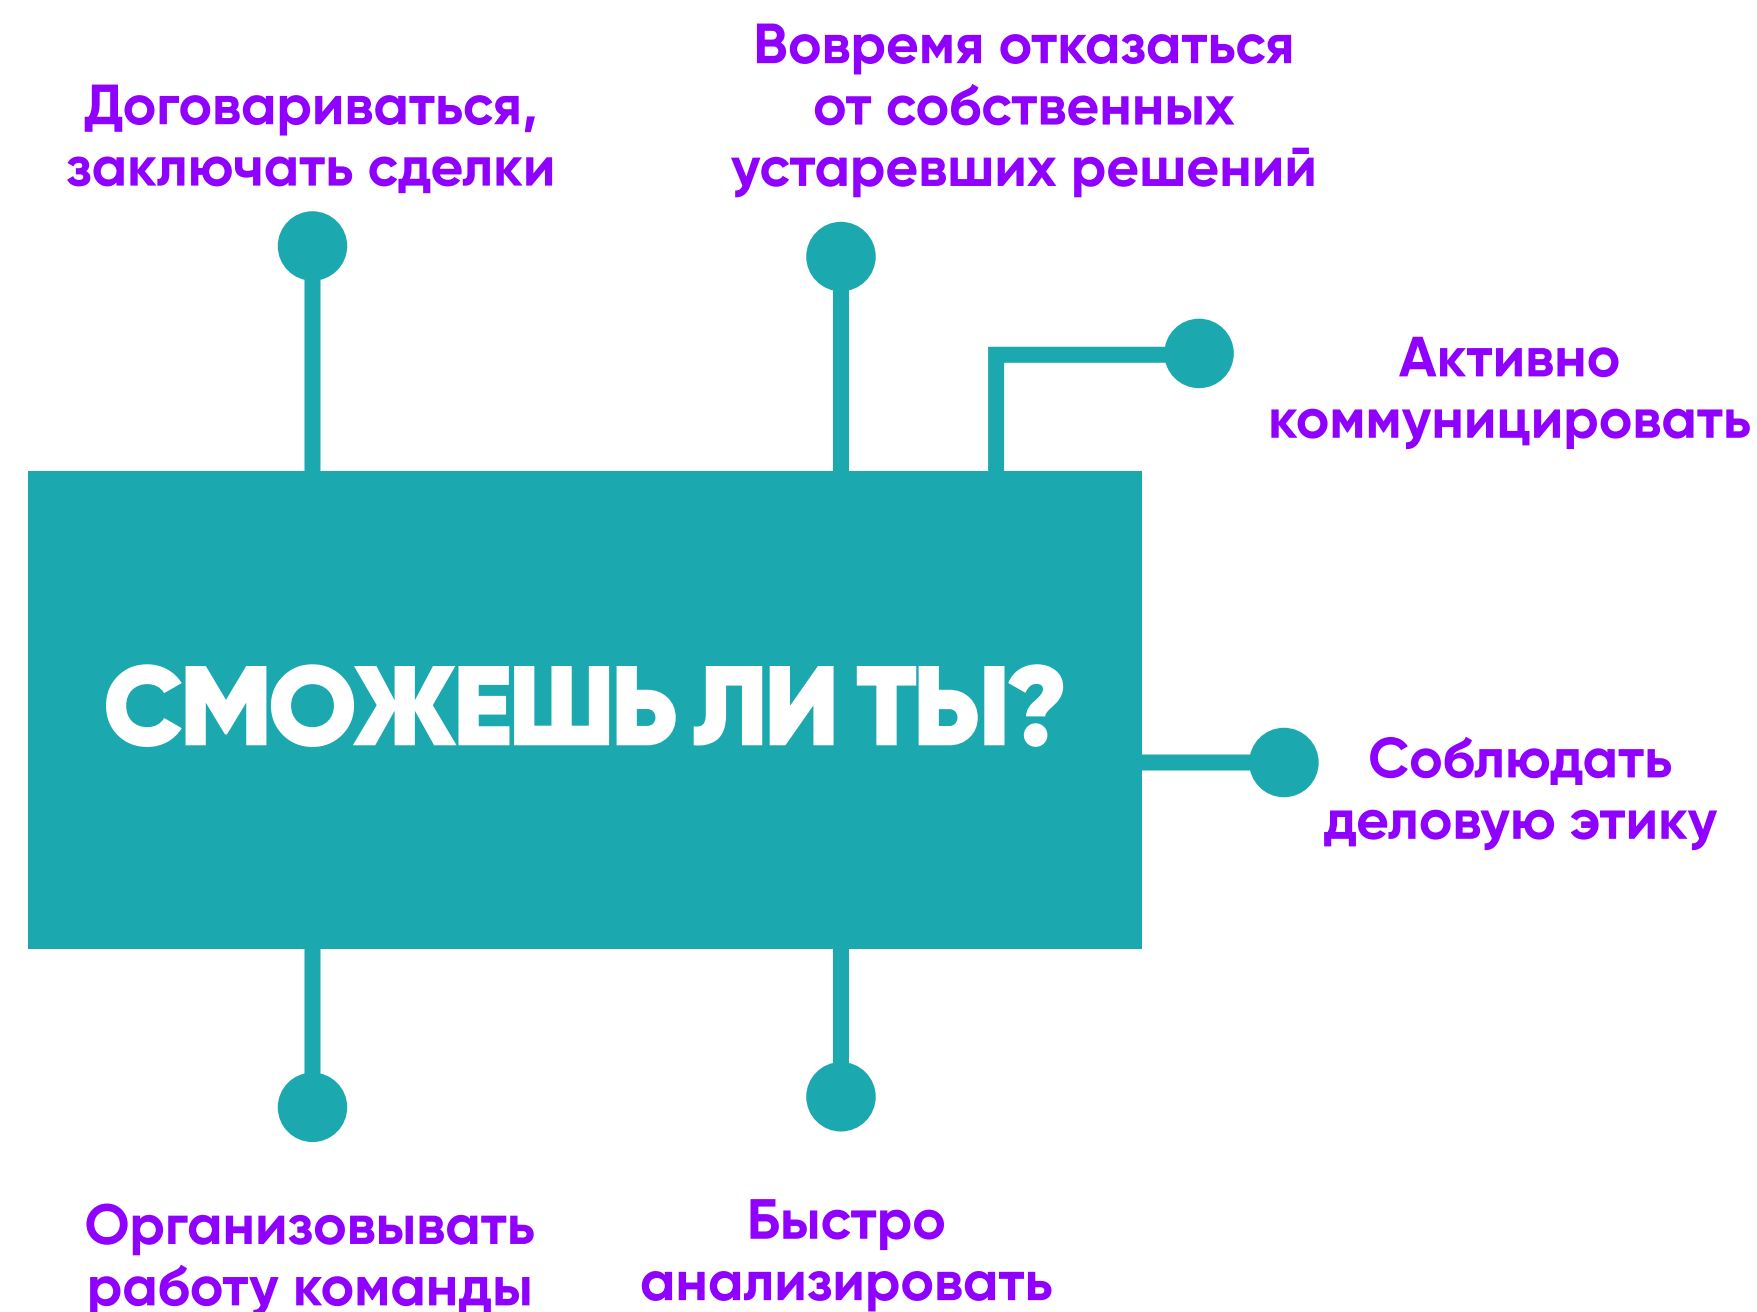 Договариваться,
заключать сделки
Вовремя отказаться
от собственных
устаревших решений
Активно
коммуницировать
СМОЖЕШЬ ЛИ ТЫ?
Соблюдать
деловую этику
Организовывать
работу команды
Быстро
анализировать